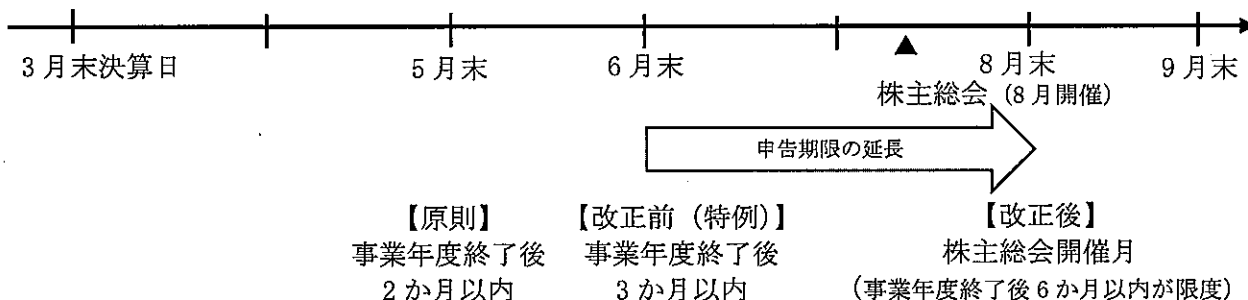 3月末決算日
5月末
6月末
8月末
9月末
株主総会（8月開催）
申告期限の延長
【原則】
事業年度終了後
2か月以内
【改正前（特例）】
事業年度終了後
3か月以内
【改正後】
株主総会開催月
（事業年度終了後6か月以内が限度）